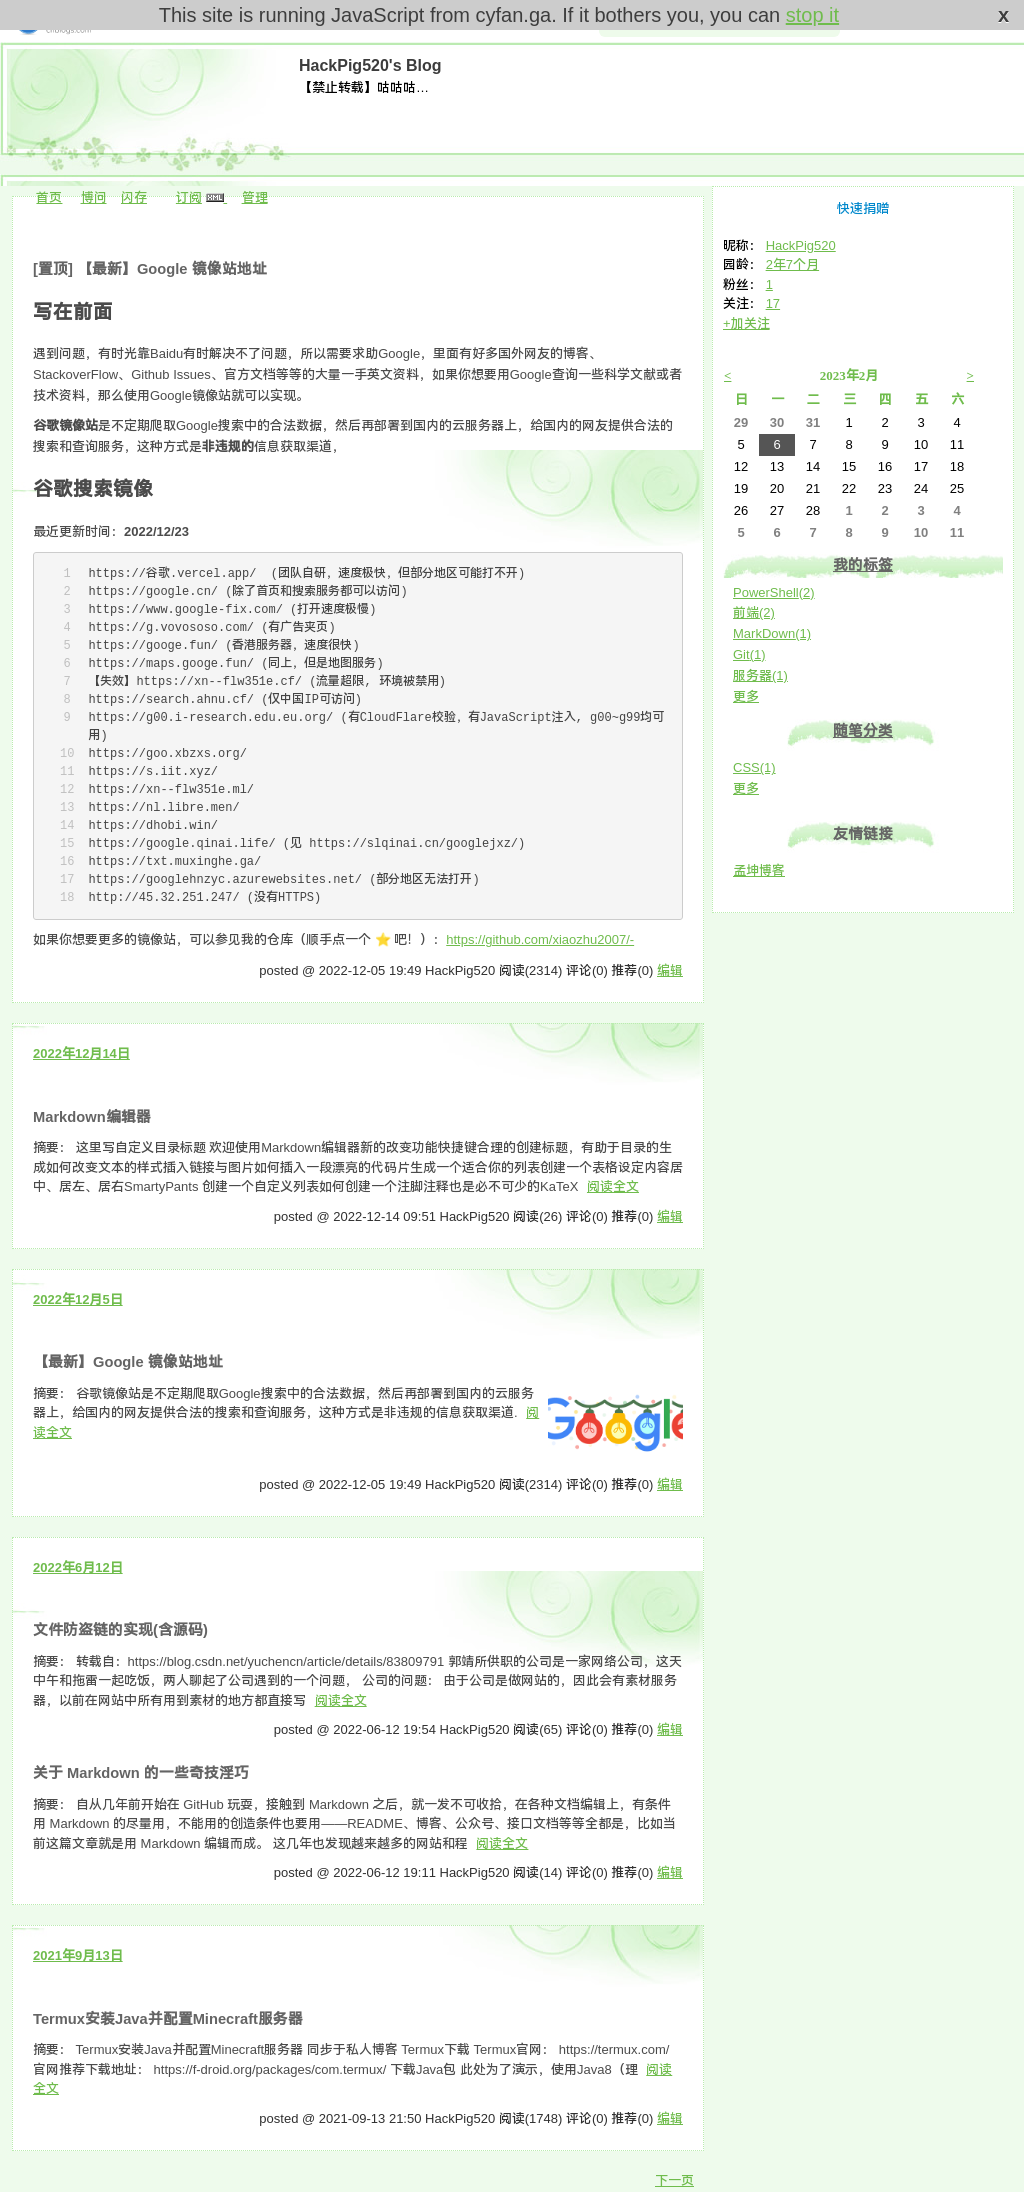 This site is running JavaScript from cyfan.ga. If it bothers you, you can stop it
x
cnblogs.com
HackPig520's Blog
【禁止转载】咕咕咕…
首页 博问 闪存 订阅 XML 管理
[置顶] 【最新】Google 镜像站地址
写在前面
遇到问题，有时光靠Baidu有时解决不了问题，所以需要求助Google，里面有好多国外网友的博客、
StackoverFlow、Github Issues、官方文档等等的大量一手英文资料，如果你想要用Google查询一些科学文献或者
技术资料，那么使用Google镜像站就可以实现。
谷歌镜像站是不定期爬取Google搜索中的合法数据，然后再部署到国内的云服务器上，给国内的网友提供合法的
搜索和查询服务，这种方式是非违规的信息获取渠道，
谷歌搜索镜像
最近更新时间：2022/12/23
1 https://谷歌.vercel.app/ (团队自研，速度极快，但部分地区可能打不开)
2 https://google.cn/ (除了首页和搜索服务都可以访问)
3 https://www.google-fix.com/ (打开速度极慢)
4 https://g.vovososo.com/ (有广告夹页)
5 https://googe.fun/ (香港服务器，速度很快)
6 https://maps.googe.fun/ (同上，但是地图服务)
7 【失效】https://xn--flw351e.cf/ (流量超限, 环境被禁用)
8 https://search.ahnu.cf/ (仅中国IP可访问)
9 https://g00.i-research.edu.eu.org/ (有CloudFlare校验，有JavaScript注入, g00~g99均可
用)
10 https://goo.xbzxs.org/
11 https://s.iit.xyz/
12 https://xn--flw351e.ml/
13 https://nl.libre.men/
14 https://dhobi.win/
15 https://google.qinai.life/ (见 https://slqinai.cn/googlejxz/)
16 https://txt.muxinghe.ga/
17 https://googlehnzyc.azurewebsites.net/ (部分地区无法打开)
18 http://45.32.251.247/ (没有HTTPS)
如果你想要更多的镜像站，可以参见我的仓库（顺手点一个 ⭐ 吧！）：https://github.com/xiaozhu2007/-
posted @ 2022-12-05 19:49 HackPig520 阅读(2314) 评论(0) 推荐(0) 编辑
2022年12月14日
Markdown编辑器
摘要： 这里写自定义目录标题 欢迎使用Markdown编辑器新的改变功能快捷键合理的创建标题，有助于目录的生
成如何改变文本的样式插入链接与图片如何插入一段漂亮的代码片生成一个适合你的列表创建一个表格设定内容居
中、居左、居右SmartyPants 创建一个自定义列表如何创建一个注脚注释也是必不可少的KaTeX 阅读全文
posted @ 2022-12-14 09:51 HackPig520 阅读(26) 评论(0) 推荐(0) 编辑
2022年12月5日
【最新】Google 镜像站地址
摘要： 谷歌镜像站是不定期爬取Google搜索中的合法数据，然后再部署到国内的云服务
器上，给国内的网友提供合法的搜索和查询服务，这种方式是非违规的信息获取渠道. 阅
读全文
Google
posted @ 2022-12-05 19:49 HackPig520 阅读(2314) 评论(0) 推荐(0) 编辑
2022年6月12日
文件防盗链的实现(含源码)
摘要： 转载自：https://blog.csdn.net/yuchencn/article/details/83809791 郭靖所供职的公司是一家网络公司，这天
中午和拖雷一起吃饭，两人聊起了公司遇到的一个问题， 公司的问题： 由于公司是做网站的，因此会有素材服务
器，以前在网站中所有用到素材的地方都直接写 阅读全文
posted @ 2022-06-12 19:54 HackPig520 阅读(65) 评论(0) 推荐(0) 编辑
关于 Markdown 的一些奇技淫巧
摘要： 自从几年前开始在 GitHub 玩耍，接触到 Markdown 之后，就一发不可收拾，在各种文档编辑上，有条件
用 Markdown 的尽量用，不能用的创造条件也要用——README、博客、公众号、接口文档等等全都是，比如当
前这篇文章就是用 Markdown 编辑而成。 这几年也发现越来越多的网站和程 阅读全文
posted @ 2022-06-12 19:11 HackPig520 阅读(14) 评论(0) 推荐(0) 编辑
2021年9月13日
Termux安装Java并配置Minecraft服务器
摘要： Termux安装Java并配置Minecraft服务器 同步于私人博客 Termux下载 Termux官网： https://termux.com/
官网推荐下载地址： https://f-droid.org/packages/com.termux/ 下载Java包 此处为了演示，使用Java8（理 阅读
全文
posted @ 2021-09-13 21:50 HackPig520 阅读(1748) 评论(0) 推荐(0) 编辑
下一页
快速捐赠
昵称： HackPig520
园龄： 2年7个月
粉丝： 1
关注： 17
+加关注
< 2023年2月 >
日 一 二 三 四 五 六
29 30 31 1 2 3 4
5 6 7 8 9 10 11
12 13 14 15 16 17 18
19 20 21 22 23 24 25
26 27 28 1 2 3 4
5 6 7 8 9 10 11
我的标签
PowerShell(2)
前端(2)
MarkDown(1)
Git(1)
服务器(1)
更多
随笔分类
CSS(1)
更多
友情链接
孟坤博客